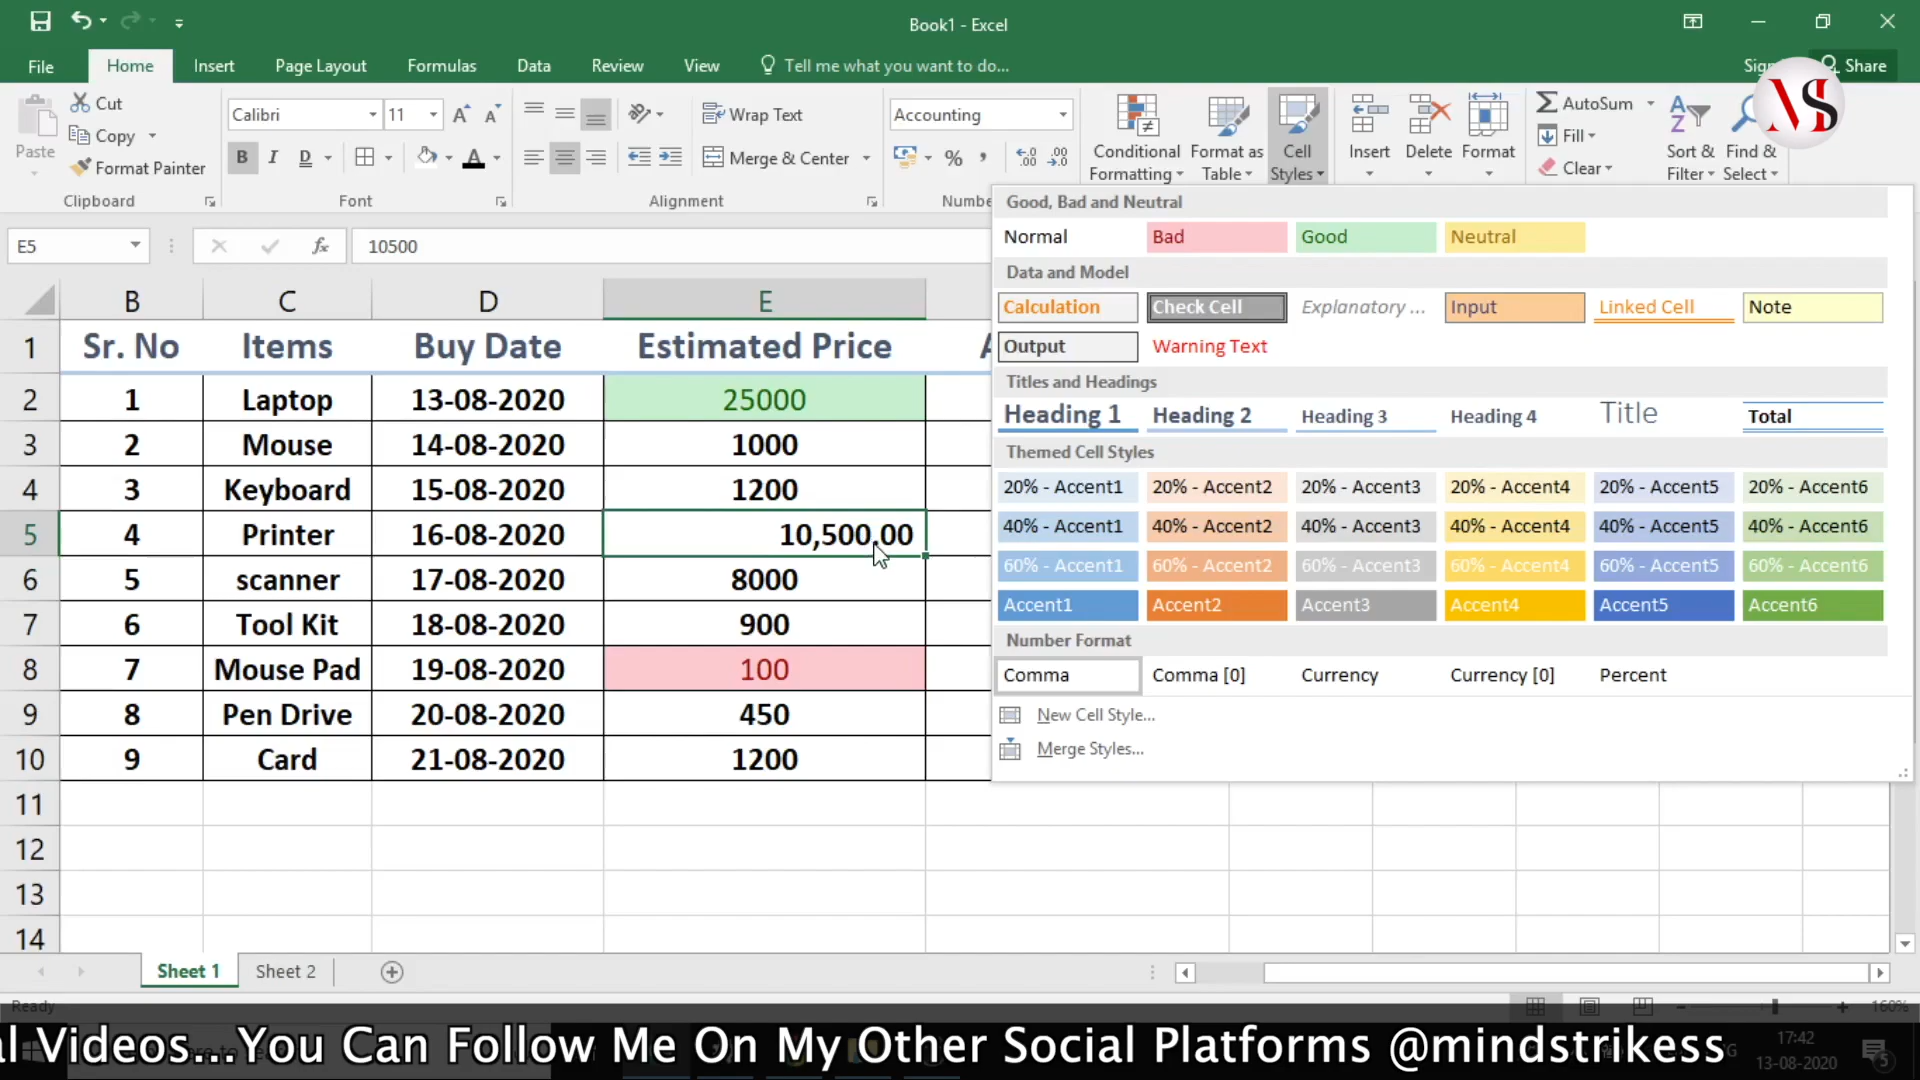 Book1 - Excel
File Home Insert Page Layout Formulas Data Review View Tell me what you want to do... Share
MS
Cut
Copy
Format Painter
Paste
Clipboard
Calibri 11
B I D
Font
Wrap Text
Merge & Center
Alignment
Accounting
Conditional Formatting
Format as Table
Cell Styles
Insert Delete Format
AutoSum
Fill
Clear
Sort & Filter
Find & Select
E5 fx 10500
B C D E
1 Sr. No Items Buy Date Estimated Price
2 1 Laptop 13-08-2020 25000
3 2 Mouse 14-08-2020 1000
4 3 Keyboard 15-08-2020 1200
5 4 Printer 16-08-2020 10,500.00
6 5 scanner 17-08-2020 8000
7 6 Tool Kit 18-08-2020 900
8 7 Mouse Pad 19-08-2020 100
9 8 Pen Drive 20-08-2020 450
10 9 Card 21-08-2020 1200
11
12
13
14
Good, Bad and Neutral
Normal Bad Good Neutral
Data and Model
Calculation Check Cell Explanatory ... Input Linked Cell Note
Output Warning Text
Titles and Headings
Heading 1 Heading 2 Heading 3 Heading 4 Title Total
Themed Cell Styles
20% - Accent1 20% - Accent2 20% - Accent3 20% - Accent4 20% - Accent5 20% - Accent6
40% - Accent1 40% - Accent2 40% - Accent3 40% - Accent4 40% - Accent5 40% - Accent6
60% - Accent1 60% - Accent2 60% - Accent3 60% - Accent4 60% - Accent5 60% - Accent6
Accent1 Accent2 Accent3 Accent4 Accent5 Accent6
Number Format
Comma Comma [0] Currency Currency [0] Percent
New Cell Style...
Merge Styles...
Sheet 1 Sheet 2
Ready 160%
al Videos...You Can Follow Me On My Other Social Platforms @mindstrikess
17:42
13-08-2020
5